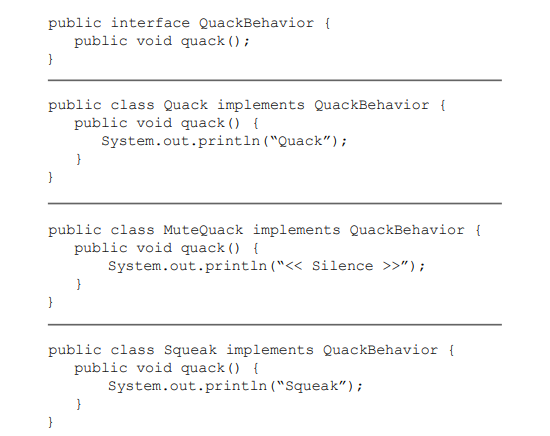 public interface QuackBehavior {
public void quack();
}
public class Quack implements QuackBehavior {
public void quack() {
System.out.println(“Quack”);
}
}
public class MuteQuack implements QuackBehavior {
public void quack() {
System.out.println(“<< Silence >>”);
}
}
public class Squeak implements QuackBehavior {
public void quack() {
System.out.println(“Squeak”);
}
}